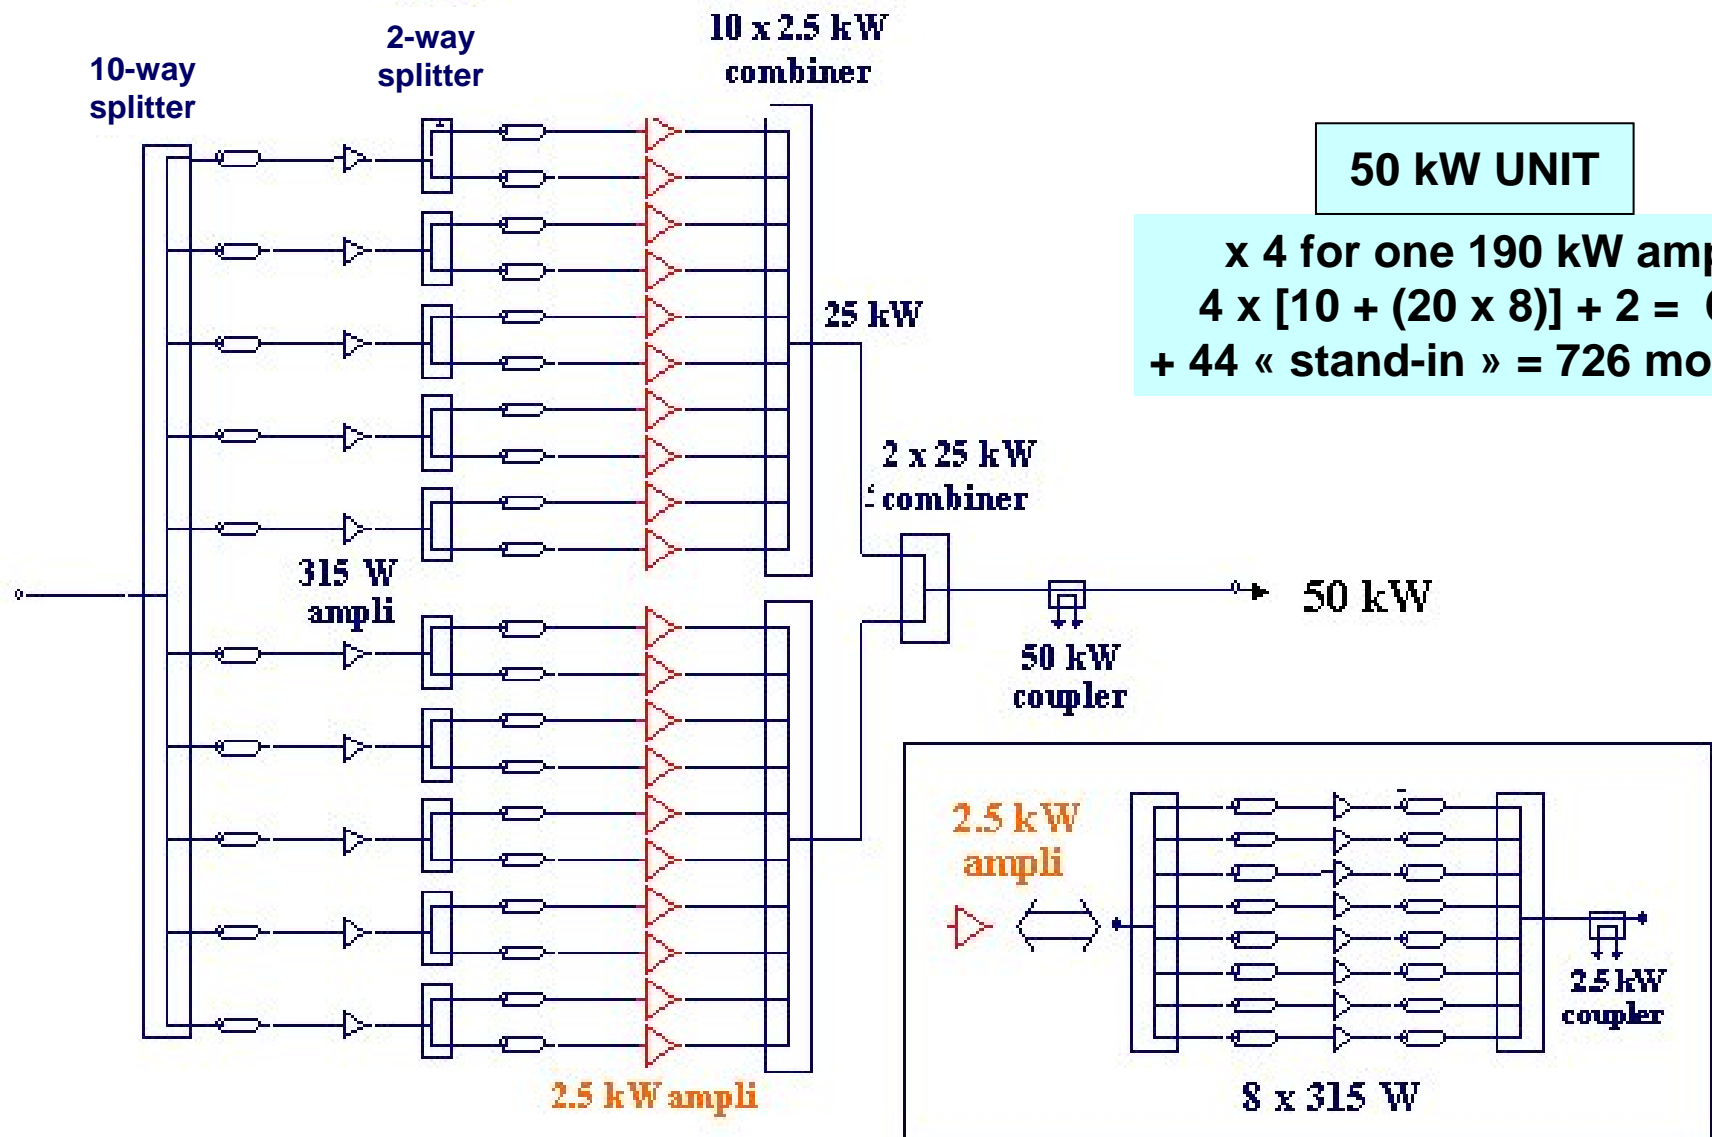 10-way
splitter
2-way
splitter
10 x 2.5 kW
combiner
50 kW UNIT
x 4 for one 190 kW
4 x [10 + (20 x 8)] + 2 =
+ 44 « stand-in » = 726
25 kW
2 x 25 kW
combiner
315 W
ampli
50 kW
50 kW
coupler
2.5 kW
ampli
2.5 kW
coupler
8 x 315 W
2.5 kW ampli